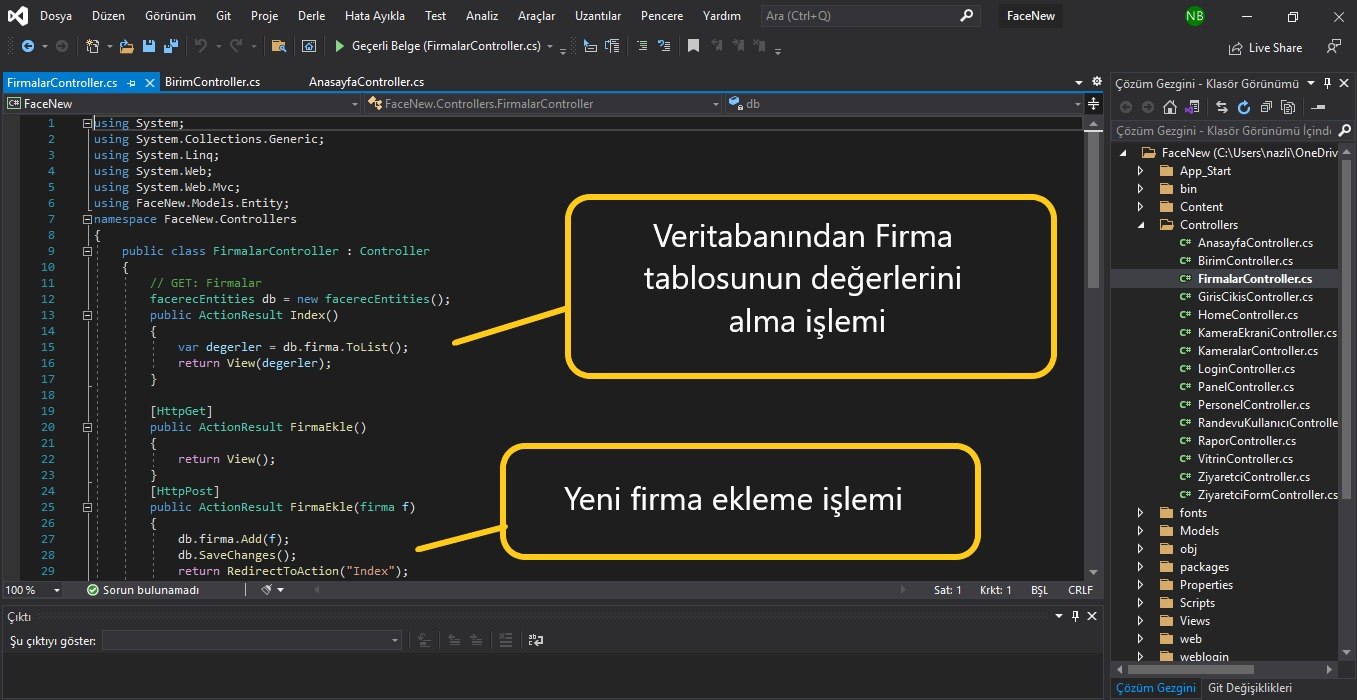 Dosya Düzen Görünüm Git Proje Derle Hata Ayıkla Test Analiz Araçlar Uzantılar Pencere Yardım Ara (Ctrl+Q) FaceNew NB
Geçerli Belge (FirmalarController.cs) Live Share
FirmalarController.cs BirimController.cs AnasayfaController.cs
C# FaceNew FaceNew.Controllers.FirmalarController db
1 using System;
2 using System.Collections.Generic;
3 using System.Linq;
4 using System.Web;
5 using System.Web.Mvc;
6 using FaceNew.Models.Entity;
7 namespace FaceNew.Controllers
8 {
9 public class FirmalarController : Controller
10 {
11 // GET: Firmalar
12 facerecEntities db = new facerecEntities();
13 public ActionResult Index()
14 {
15 var degerler = db.firma.ToList();
16 return View(degerler);
17 }
18
19 [HttpGet]
20 public ActionResult FirmaEkle()
21 {
22 return View();
23 }
24 [HttpPost]
25 public ActionResult FirmaEkle(firma f)
26 {
27 db.firma.Add(f);
28 db.SaveChanges();
29 return RedirectToAction("Index");
Veritabanından Firma
tablosunun değerlerini
alma işlemi
Yeni firma ekleme işlemi
100 % Sorun bulunamadı Sat: 1 Krkt: 1 BŞL CRLF
Çıktı
Şu çıktıyı göster:
Çözüm Gezgini - Klasör Görünümü
Çözüm Gezgini - Klasör Görünümü İçinde
FaceNew (C:\Users\nazli\OneDriv
App_Start
bin
Content
Controllers
C# AnasayfaController.cs
C# BirimController.cs
C# FirmalarController.cs
C# GirisCikisController.cs
C# HomeController.cs
C# KameraEkraniController.cs
C# KameralarController.cs
C# LoginController.cs
C# PanelController.cs
C# PersonelController.cs
C# RandevuKullanıcıControlle
C# RaporController.cs
C# VitrinController.cs
C# ZiyaretciController.cs
C# ZiyaretciFormController.cs
fonts
Models
obj
packages
Properties
Scripts
Views
web
weblogin
Çözüm Gezgini Git Değişiklikleri